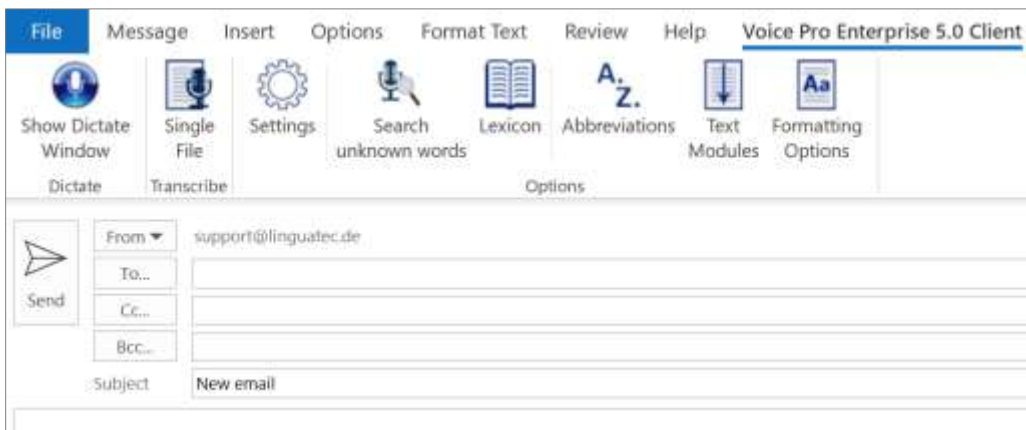 File Message Insert Options Format Text Review Help Voice Pro Enterprise 5.0 Client
Show Dictate Window
Single File
Settings
Search unknown words
Lexicon
Abbreviations
Text Modules
Formatting Options
Dictate Transcribe Options
From support@linguatec.de
To...
Send
Cc...
Bcc...
Subject New email